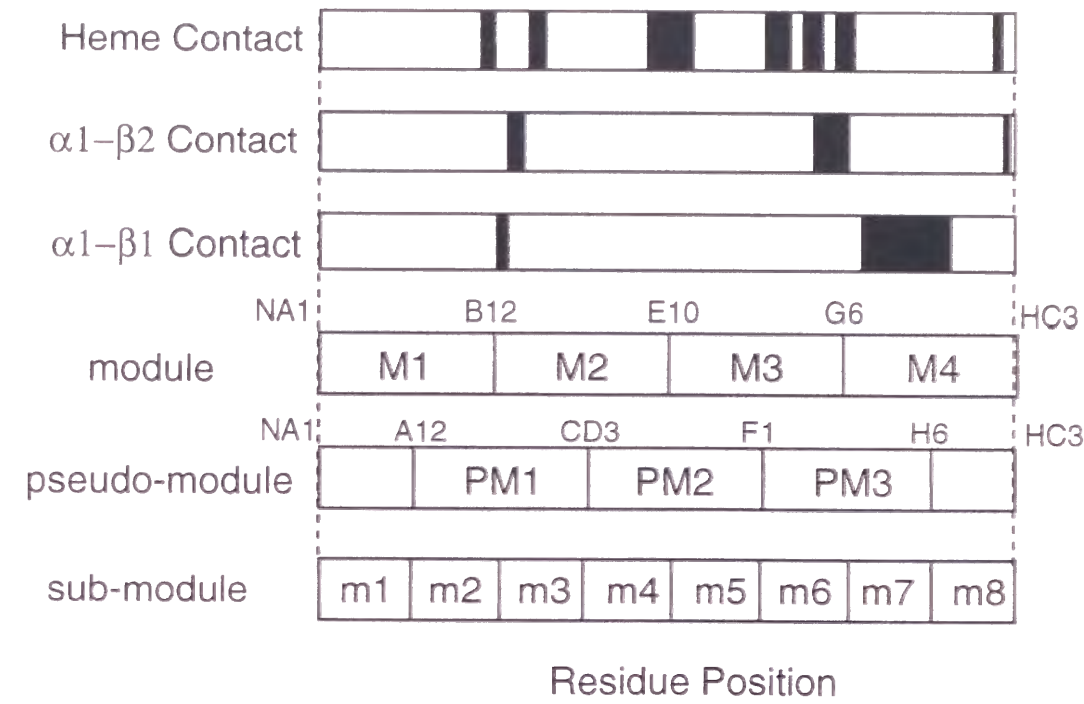 Heme Contact
α1–β2 Contact
α1–β1 Contact
NA1 B12 E10 G6 HC3
module M1 M2 M3 M4
NA1 A12 CD3 F1 H6 HC3
pseudo-module PM1 PM2 PM3
sub-module m1 m2 m3 m4 m5 m6 m7 m8
Residue Position